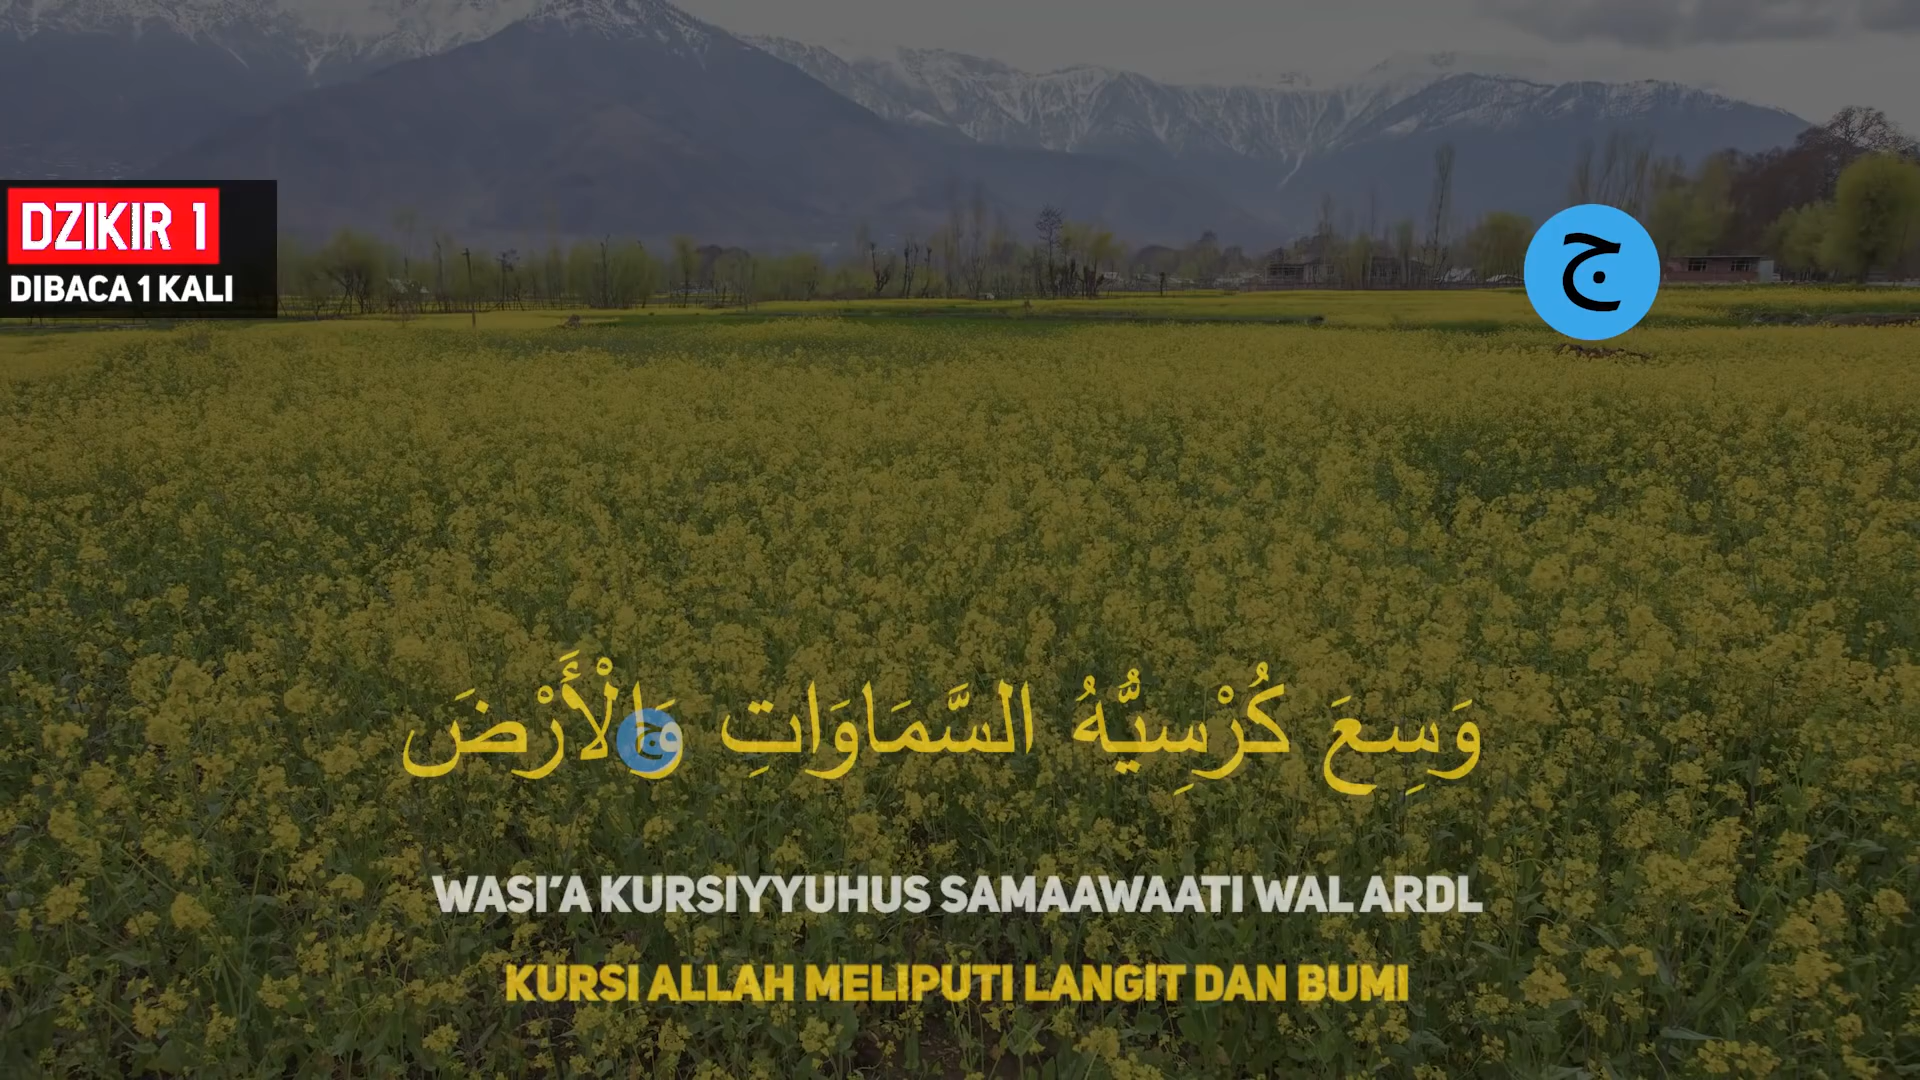 DZIKIR 1
DIBACA 1 KALI
ج
وَسِعَ كُرْسِيُّهُ السَّمَاوَاتِ وَالْأَرْضَ
ج
WASI'A KURSIYYUHUS SAMAAWAATI WAL ARDL
KURSI ALLAH MELIPUTI LANGIT DAN BUMI